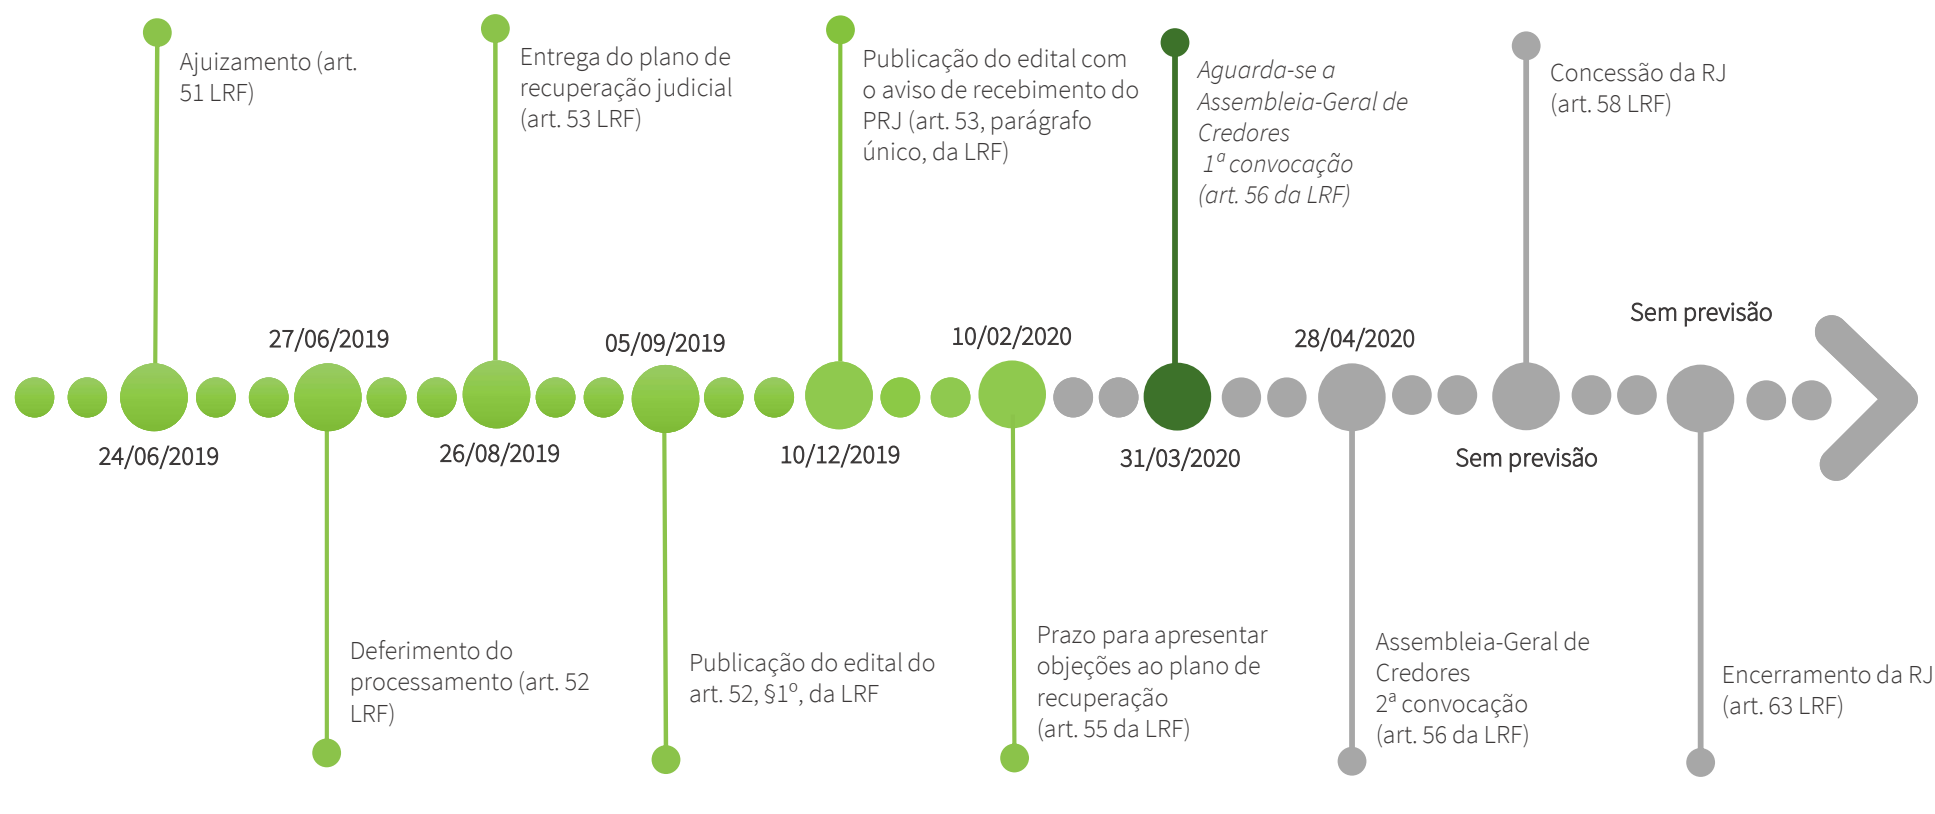 Ajuizamento (art.
51 LRF)
Entrega do plano de
recuperação judicial
(art. 53 LRF)
Publicação do edital com
o aviso de recebimento do
PRJ (art. 53, parágrafo
único, da LRF)
Aguarda-se a
Assembleia-Geral de
Credores
1ª convocação
(art. 56 da LRF)
Concessão da RJ
(art. 58 LRF)
27/06/2019
05/09/2019
10/02/2020
28/04/2020
Sem previsão
24/06/2019
26/08/2019
10/12/2019
31/03/2020
Sem previsão
Deferimento do
processamento (art. 52
LRF)
Publicação do edital do
art. 52, §1º, da LRF
Prazo para apresentar
objeções ao plano de
recuperação
(art. 55 da LRF)
Assembleia-Geral de
Credores
2ª convocação
(art. 56 da LRF)
Encerramento da RJ
(art. 63 LRF)